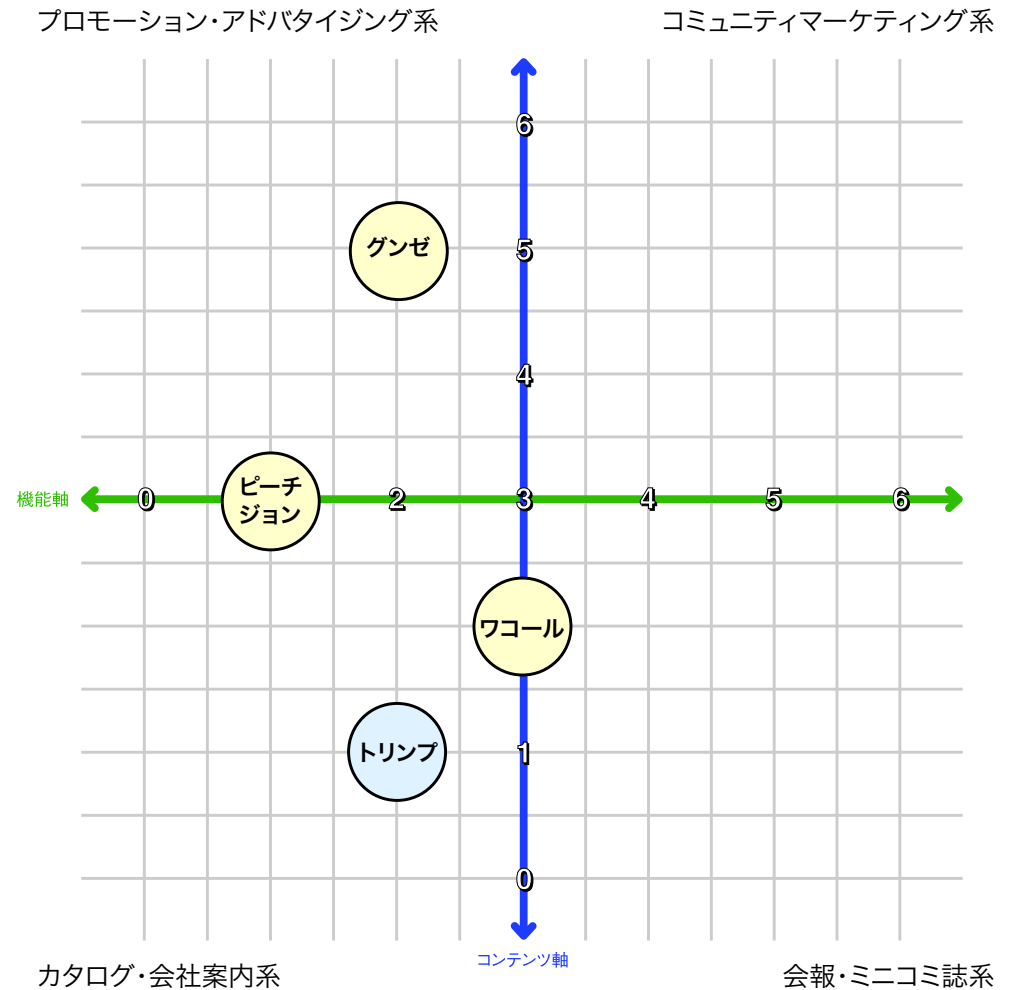 プロモーション・アドバタイジング系
コミュニティマーケティング系
6
グンゼ
5
4
ピーチ
ジョン
機能軸
0
2
3
4
5
6
ワコール
トリンプ
1
0
コンテンツ軸
カタログ・会社案内系
会報・ミニコミ誌系